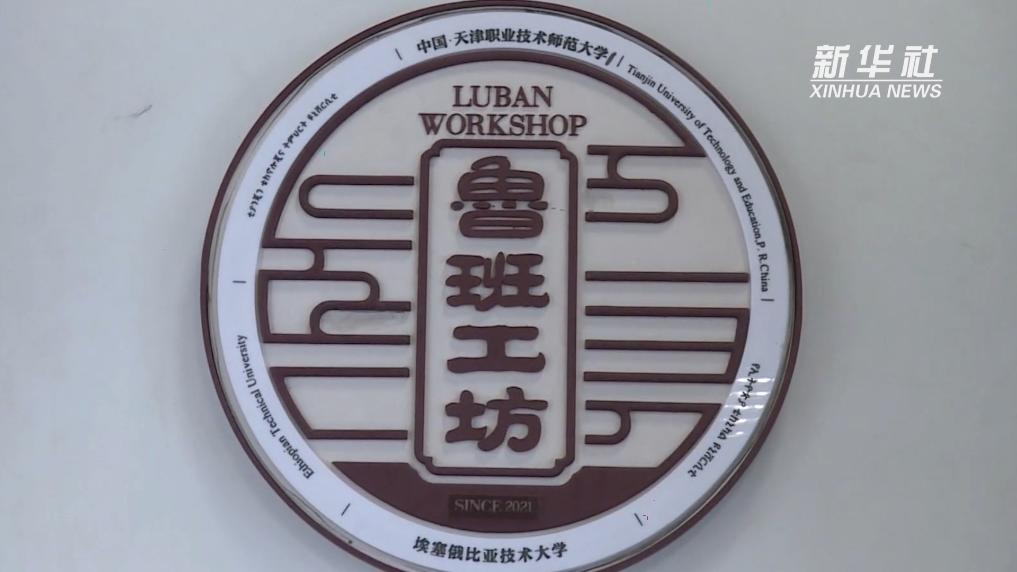 新华社
XINHUA NEWS
中国·天津职业技术师范大学
Tianjin University of Technology and Education,P. R.China
LUBAN
WORKSHOP
魯班工坊
SINCE 2021
Ethiopian Technical University
埃塞俄比亚技术大学